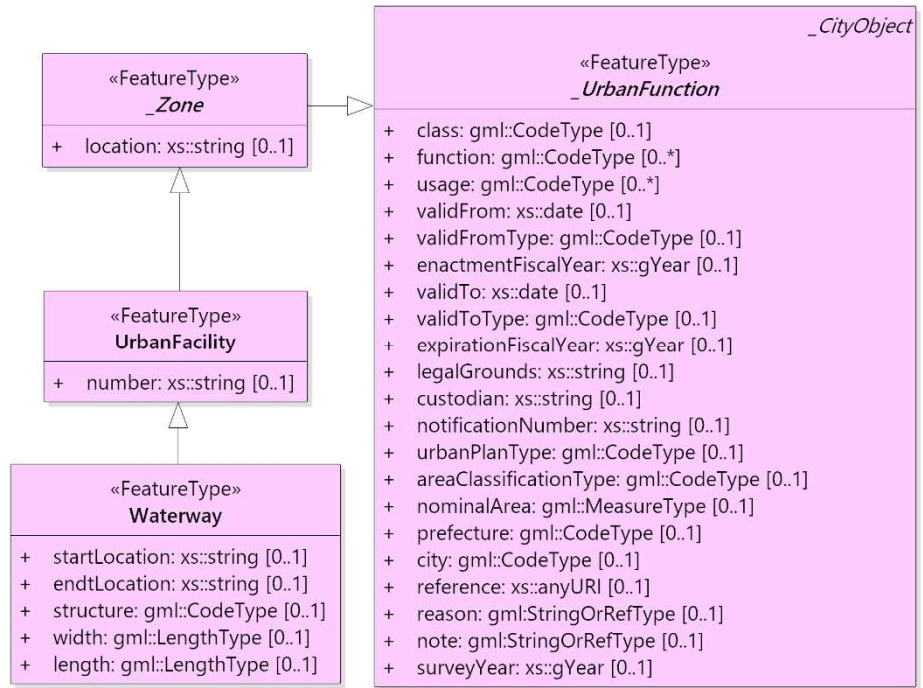 «FeatureType»
_Zone
+ location: xs::string [0..1]
«FeatureType»
UrbanFacility
+ number: xs::string [0..1]
«FeatureType»
Waterway
+ startLocation: xs::string [0..1]
+ endtLocation: xs::string [0..1]
+ structure: gml::CodeType [0..1]
+ width: gml::LengthType [0..1]
+ length: gml::LengthType [0..1]
_CityObject
«FeatureType»
_UrbanFunction
+ class: gml::CodeType [0..1]
+ function: gml::CodeType [0..*]
+ usage: gml::CodeType [0..*]
+ validFrom: xs::date [0..1]
+ validFromType: gml::CodeType [0..1]
+ enactmentFiscalYear: xs::gYear [0..1]
+ validTo: xs::date [0..1]
+ validToType: gml::CodeType [0..1]
+ expirationFiscalYear: xs::gYear [0..1]
+ legalGrounds: xs::string [0..1]
+ custodian: xs::string [0..1]
+ notificationNumber: xs::string [0..1]
+ urbanPlanType: gml::CodeType [0..1]
+ areaClassificationType: gml::CodeType [0..1]
+ nominalArea: gml::MeasureType [0..1]
+ prefecture: gml::CodeType [0..1]
+ city: gml::CodeType [0..1]
+ reference: xs::anyURI [0..1]
+ reason: gml:StringOrRefType [0..1]
+ note: gml:StringOrRefType [0..1]
+ surveyYear: xs::gYear [0..1]